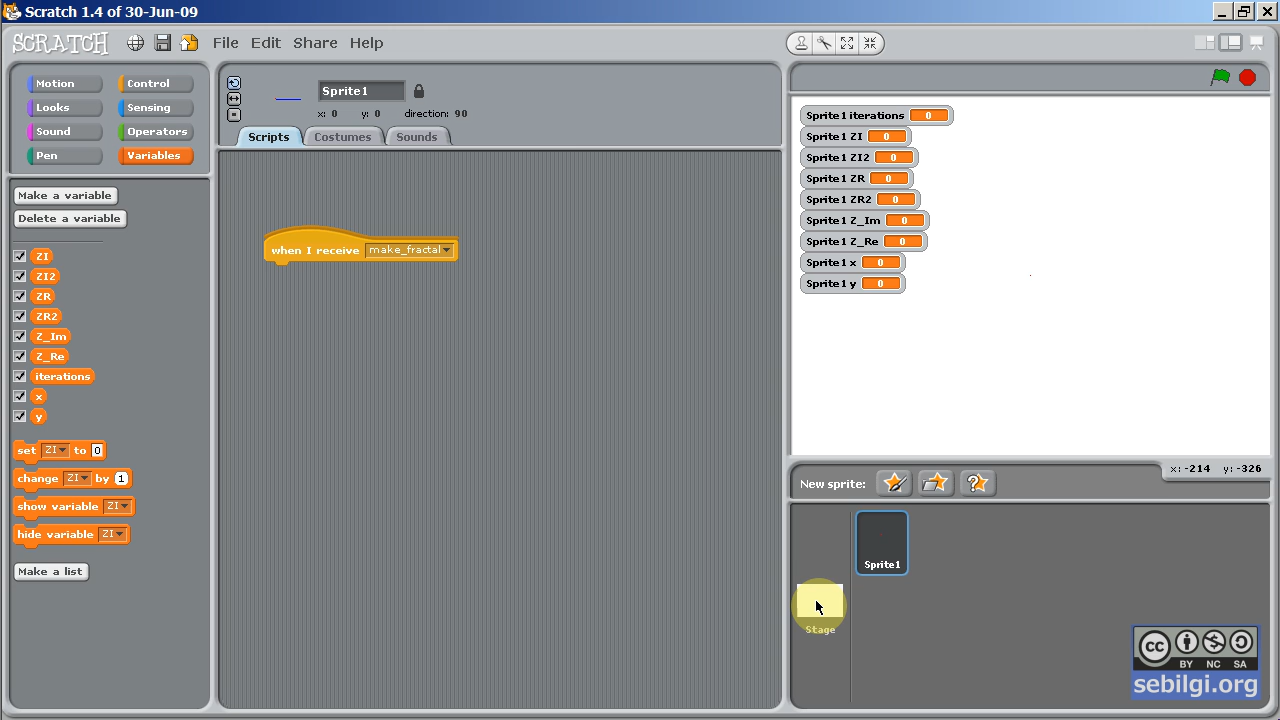 Scratch 1.4 of 30-Jun-09
SCRATCH File Edit Share Help
Motion Control
Looks Sensing
Sound Operators
Pen Variables
Make a variable
Delete a variable
ZI
ZI2
ZR
ZR2
Z_Im
Z_Re
iterations
x
y
set ZI to 0
change ZI by 1
show variable ZI
hide variable ZI
Make a list
Sprite1
x: 0 y: 0 direction: 90
Scripts Costumes Sounds
when I receive make_fractal
Sprite1 iterations 0
Sprite1 ZI 0
Sprite1 ZI2 0
Sprite1 ZR 0
Sprite1 ZR2 0
Sprite1 Z_Im 0
Sprite1 Z_Re 0
Sprite1 x 0
Sprite1 y 0
x: -214 y: -326
New sprite:
Sprite1
Stage
cc
BY NC SA
sebilgi.org